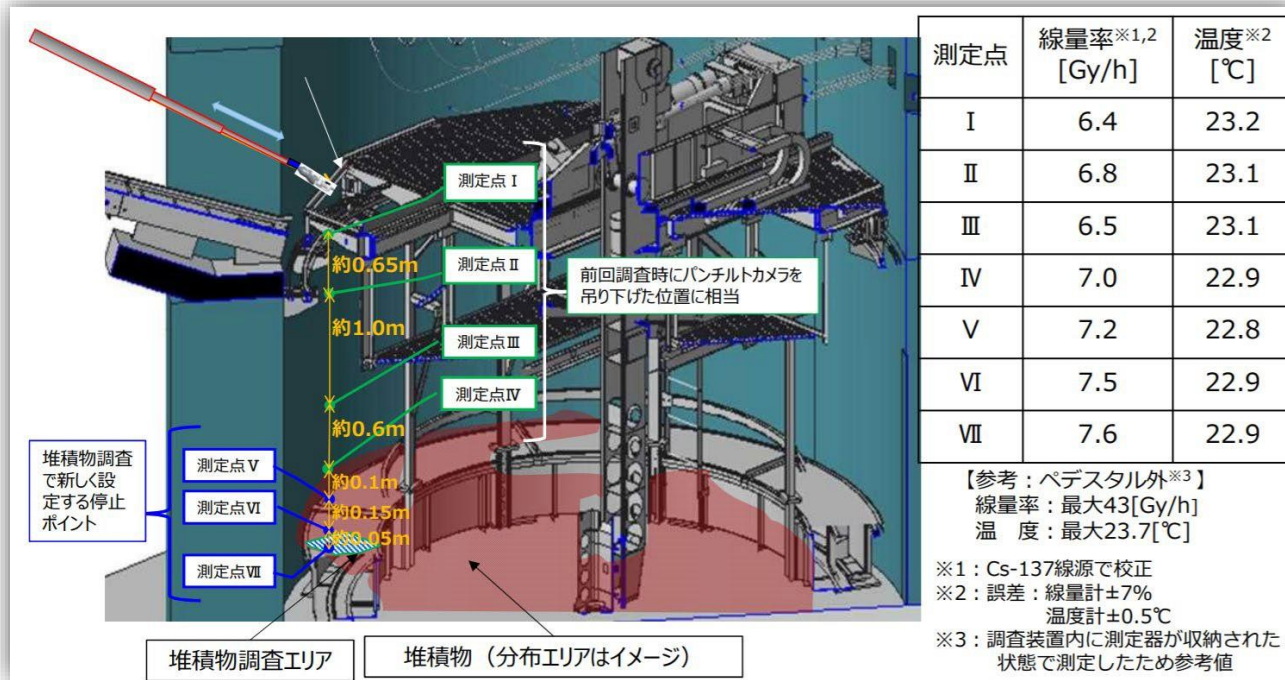 測定点Ⅰ
約0.65m
測定点Ⅱ
約1.0m
前回調査時にパンチルトカメラを
吊り下げた位置に相当
測定点Ⅲ
測定点Ⅳ
約0.6m
堆積物調査
で新しく設
定する停止
ポイント
測定点Ⅴ
約0.1m
測定点Ⅵ
約0.15m
約0.05m
測定点Ⅶ
堆積物調査エリア
堆積物（分布エリアはイメージ）
測定点 線量率※1,2 [Gy/h] 温度※2 [℃]
Ⅰ 6.4 23.2
Ⅱ 6.8 23.1
Ⅲ 6.5 23.1
Ⅳ 7.0 22.9
Ⅴ 7.2 22.8
Ⅵ 7.5 22.9
Ⅶ 7.6 22.9
【参考：ペデスタル外※3】
線量率：最大43[Gy/h]
温　度：最大23.7[℃]
※1：Cs-137線源で校正
※2：誤差：線量計±7%
温度計±0.5℃
※3：調査装置内に測定器が収納された
状態で測定したため参考値